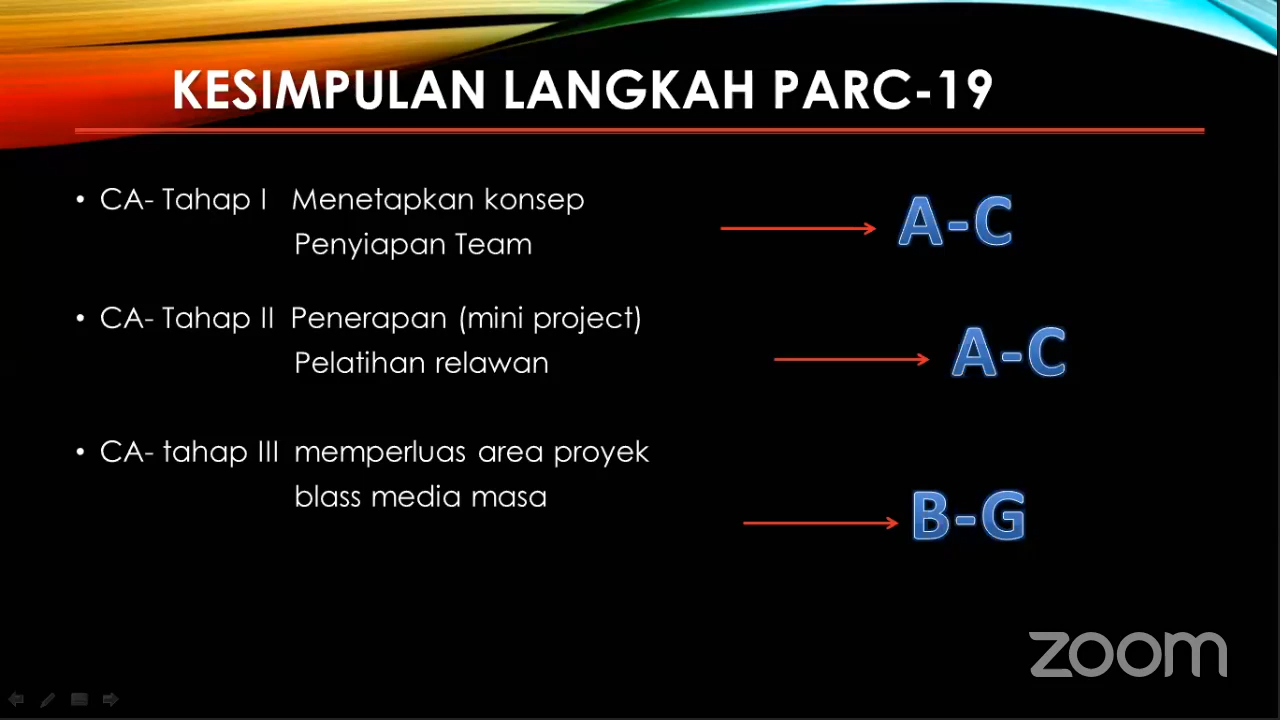 KESIMPULAN LANGKAH PARC-19
• CA- Tahap I Menetapkan konsep
Penyiapan Team
A-C
• CA- Tahap II Penerapan (mini project)
Pelatihan relawan
A-C
• CA- tahap III memperluas area proyek
blass media masa
B-G
zoom